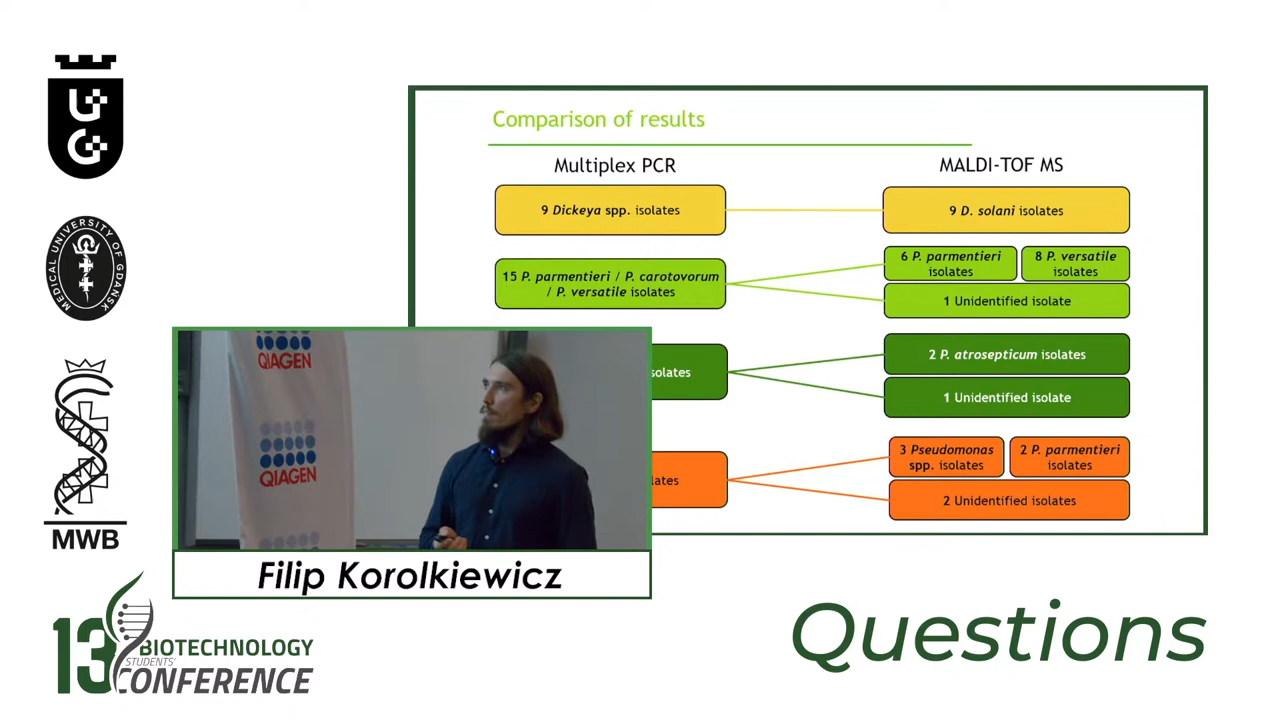 UG
MEDICAL UNIVERSITY OF GDAŃSK
MWB
13 BIOTECHNOLOGY
STUDENTS'
CONFERENCE
Comparison of results
Multiplex PCR
MALDI-TOF MS
9 Dickeya spp. isolates
9 D. solani isolates
15 P. parmentieri / P. carotovorum
/ P. versatile isolates
6 P. parmentieri
isolates
8 P. versatile
isolates
1 Unidentified isolate
2 P. atrosepticum isolates
1 Unidentified isolate
3 Pseudomonas
spp. isolates
2 P. parmentieri
isolates
2 Unidentified isolates
QIAGEN
QIAGEN
Filip Korolkiewicz
Questions